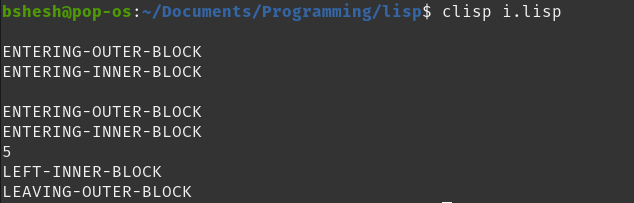 bshesh@pop-os:~/Documents/Programming/lisp$ clisp i.lisp
ENTERING-OUTER-BLOCK
ENTERING-INNER-BLOCK
ENTERING-OUTER-BLOCK
ENTERING-INNER-BLOCK
5
LEFT-INNER-BLOCK
LEAVING-OUTER-BLOCK